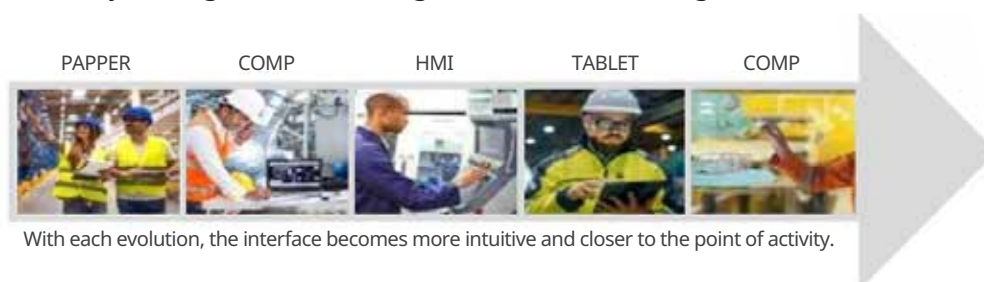 PAPPER COMP HMI TABLET COMP
With each evolution, the interface becomes more intuitive and closer to the point of activity.